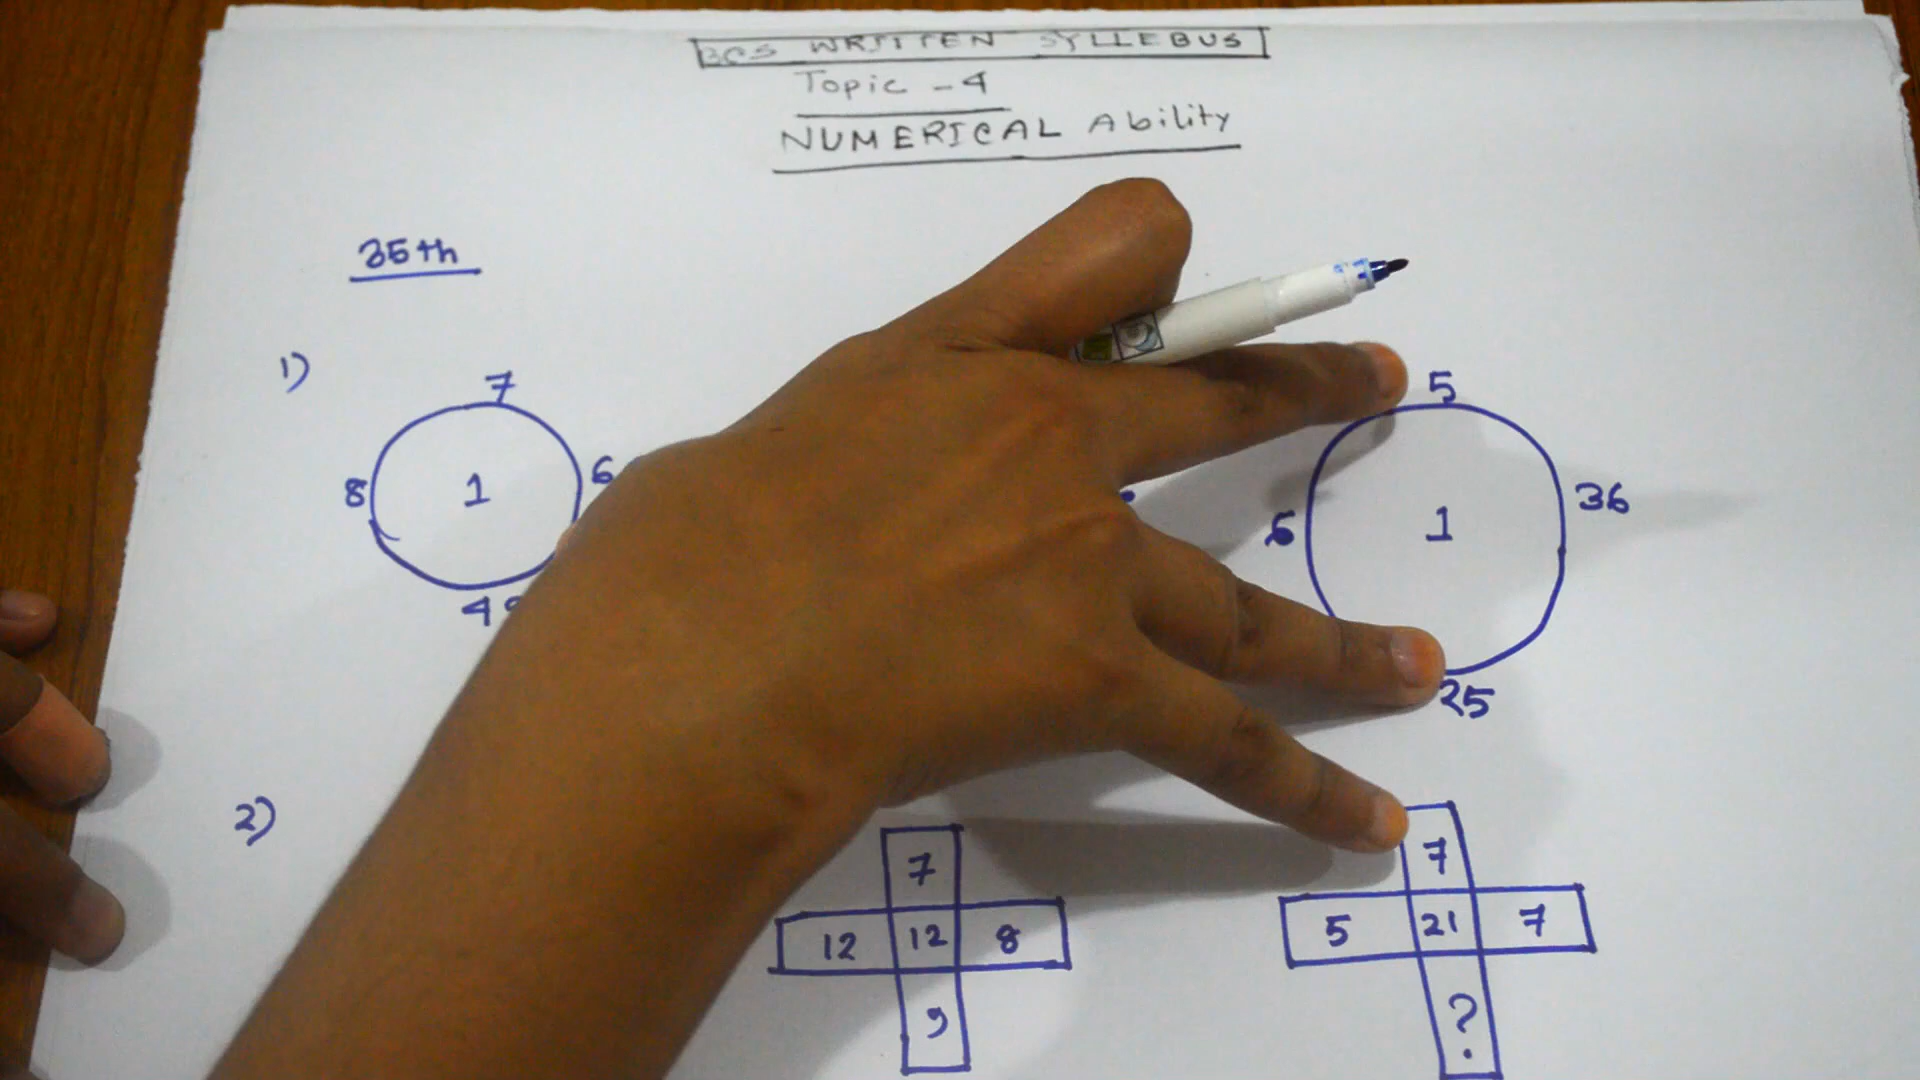 BCS WRITTEN SYLLEBUS
Topic - 4
NUMERICAL Ability
35th
1)
7
8 1 6
5
6 1 36
25
2)
7
12 12 8
9
7
5 21 7
?